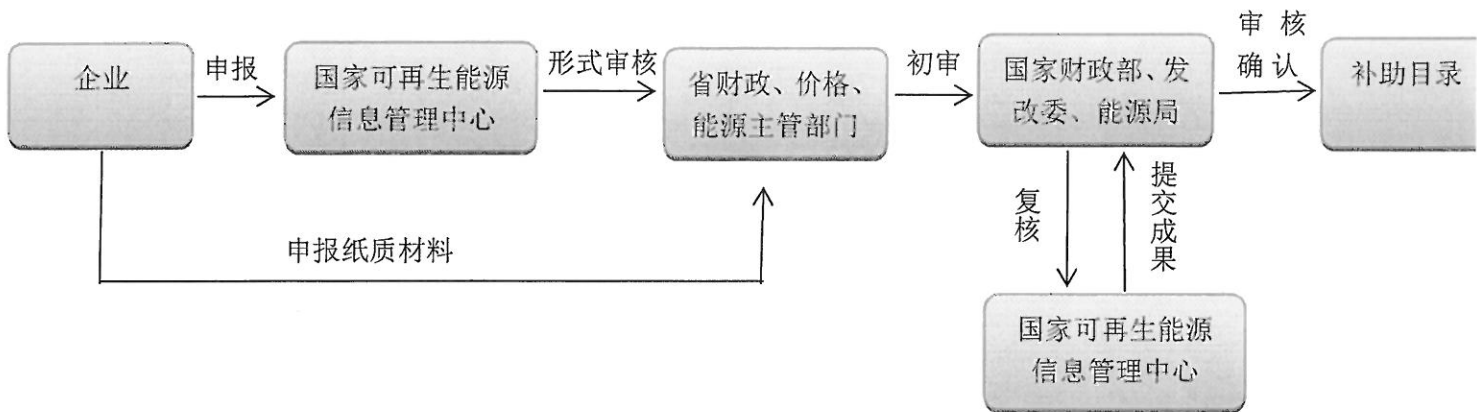 企业
申报
国家可再生能源
信息管理中心
形式审核
省财政、价格、
能源主管部门
初审
国家财政部、发
改委、能源局
审 核
确 认
补助目录
申报纸质材料
复核
提交成果
国家可再生能源
信息管理中心